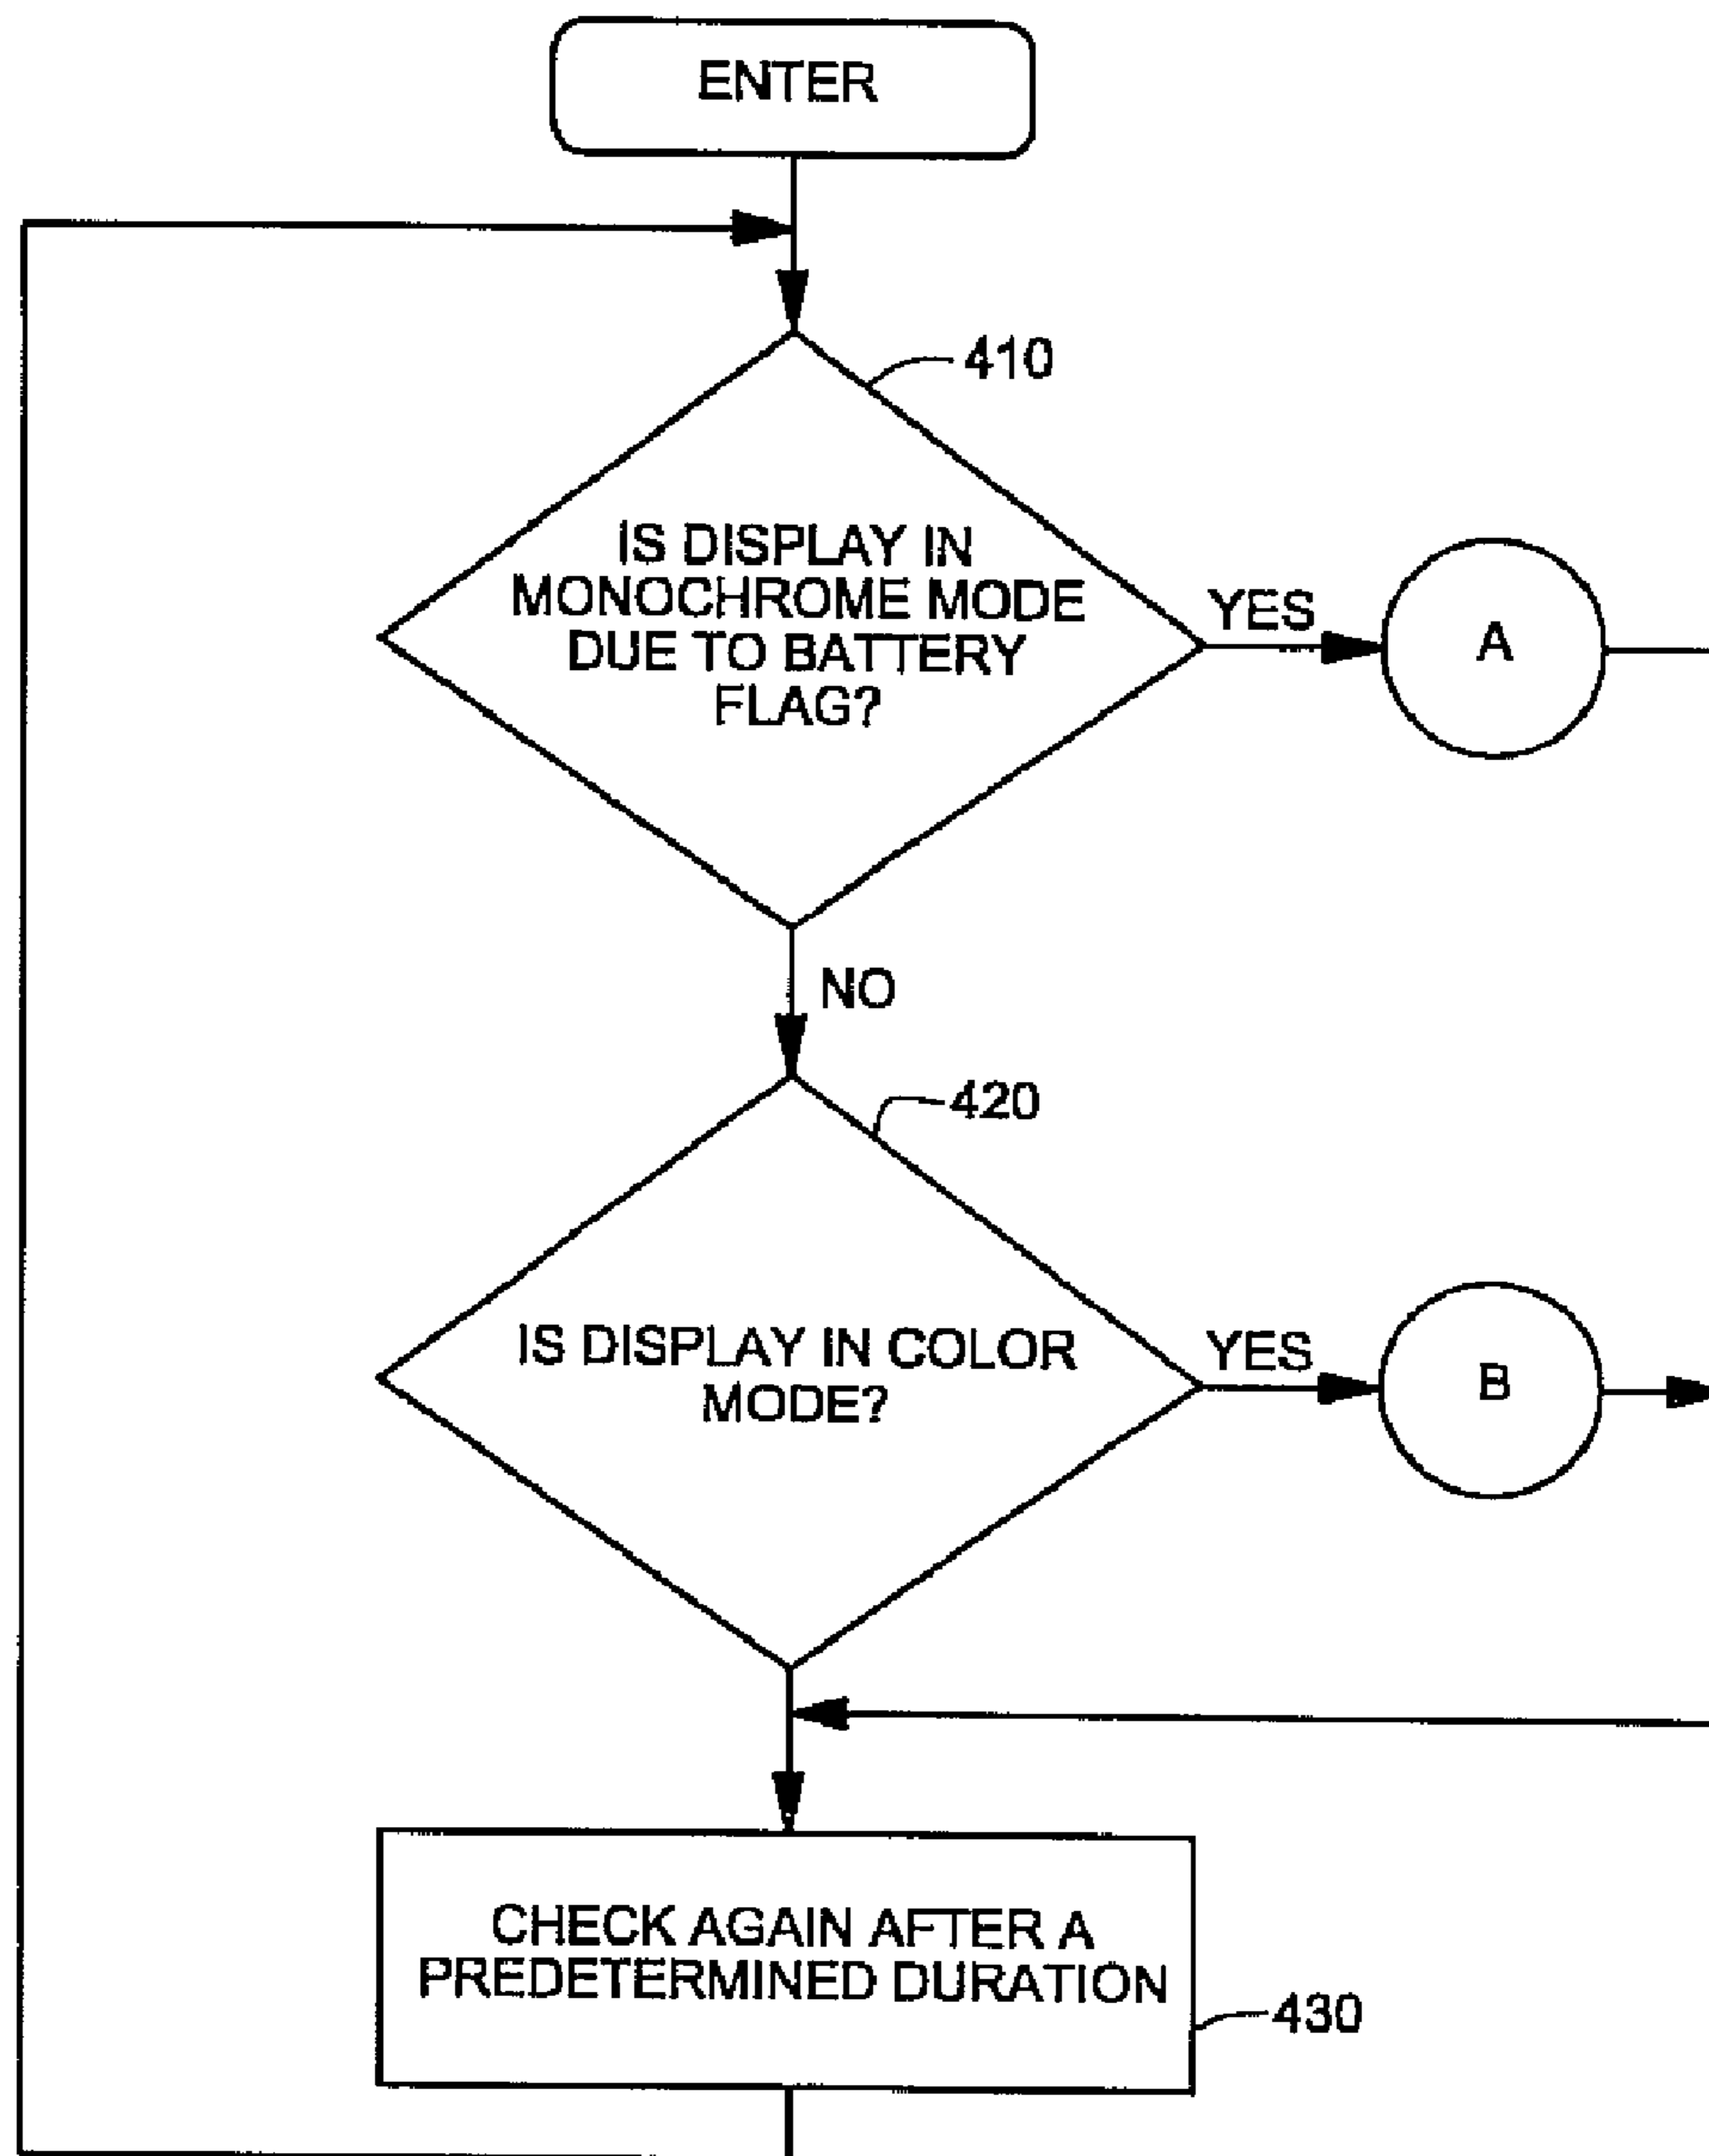 ENTER
410
IS DISPLAY IN
MONOCHROME MODE
DUE TO BATTERY
FLAG?
YES
A
NO
420
IS DISPLAY IN COLOR
MODE?
YES
B
CHECK AGAIN AFTER A
PREDETERMINED DURATION
430